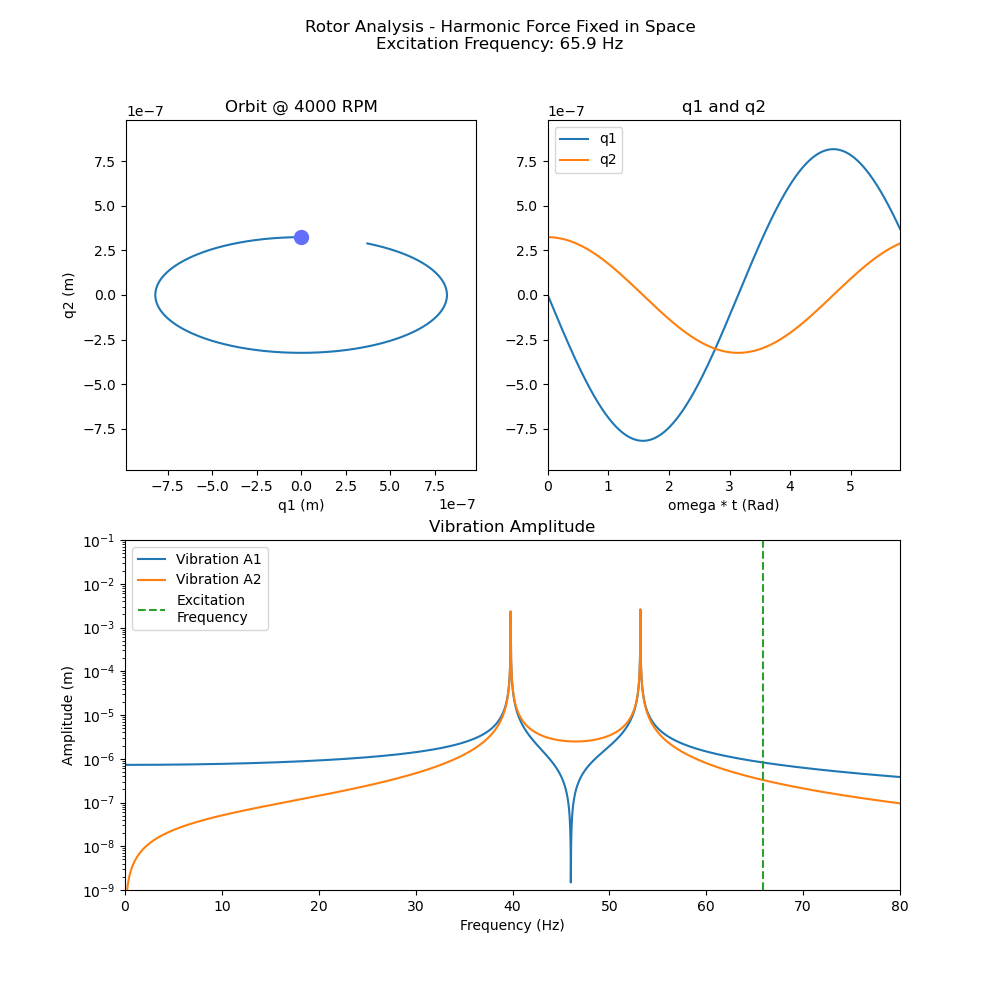 Rotor Analysis - Harmonic Force Fixed in Space
Excitation Frequency: 65.9 Hz
Orbit @ 4000 RPM
1e−7
7.5
5.0
2.5
0.0
−2.5
−5.0
−7.5
q2 (m)
−7.5 −5.0 −2.5 0.0 2.5 5.0 7.5
1e−7
q1 (m)
q1 and q2
1e−7
q1
q2
7.5
5.0
2.5
0.0
−2.5
−5.0
−7.5
0 1 2 3 4 5
omega * t (Rad)
Vibration Amplitude
Vibration A1
Vibration A2
Excitation
Frequency
10⁻¹
10⁻²
10⁻³
10⁻⁴
10⁻⁵
10⁻⁶
10⁻⁷
10⁻⁸
10⁻⁹
Amplitude (m)
0 10 20 30 40 50 60 70 80
Frequency (Hz)